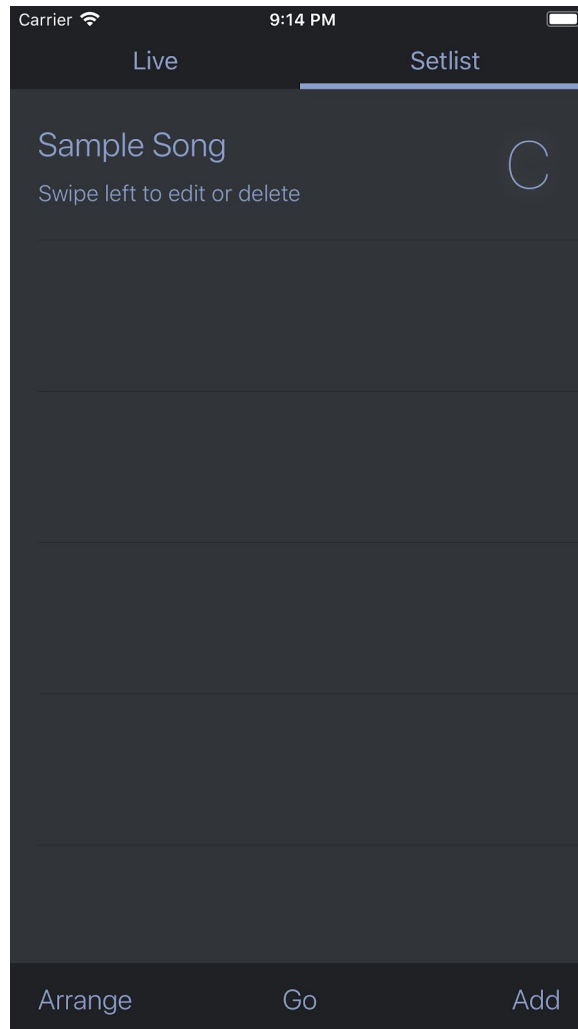 Carrier 9:14 PM
Live Setlist
Sample Song
C
Swipe left to edit or delete
Arrange Go Add